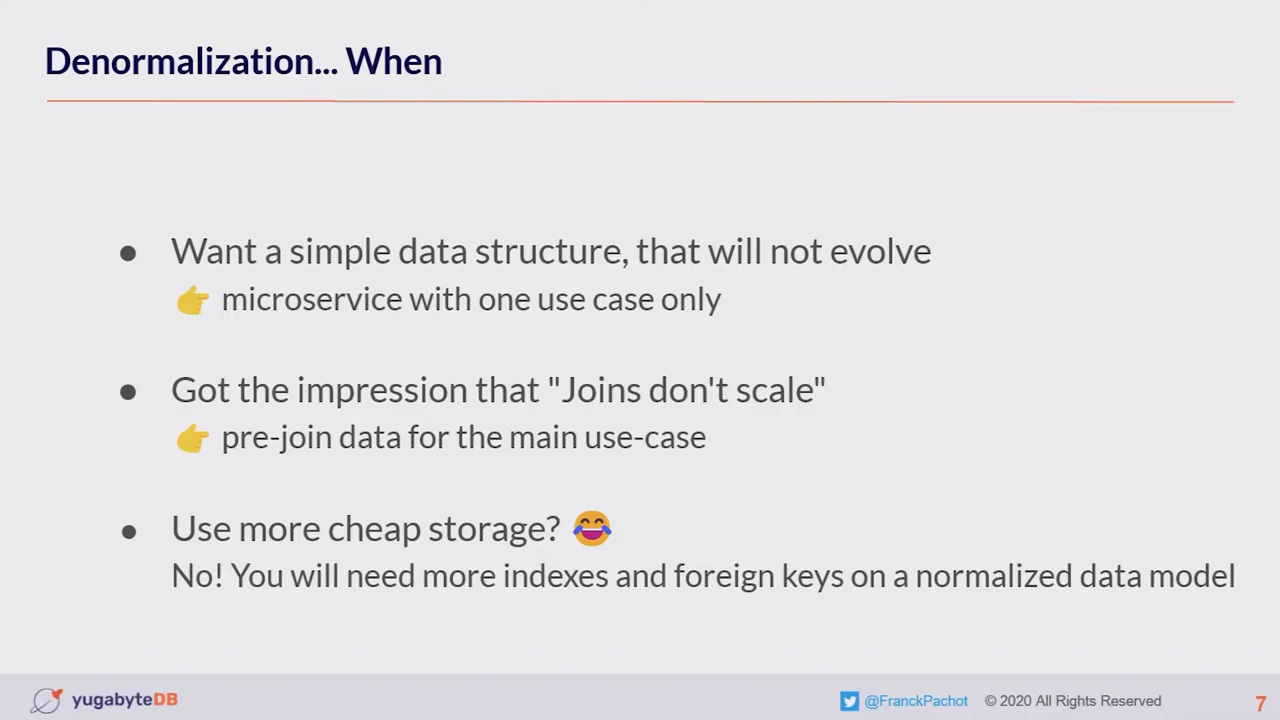 Denormalization... When
● Want a simple data structure, that will not evolve
👉 microservice with one use case only
● Got the impression that "Joins don't scale"
👉 pre-join data for the main use-case
● Use more cheap storage? 😂
No! You will need more indexes and foreign keys on a normalized data model
yugabyteDB
@FranckPachot © 2020 All Rights Reserved
7